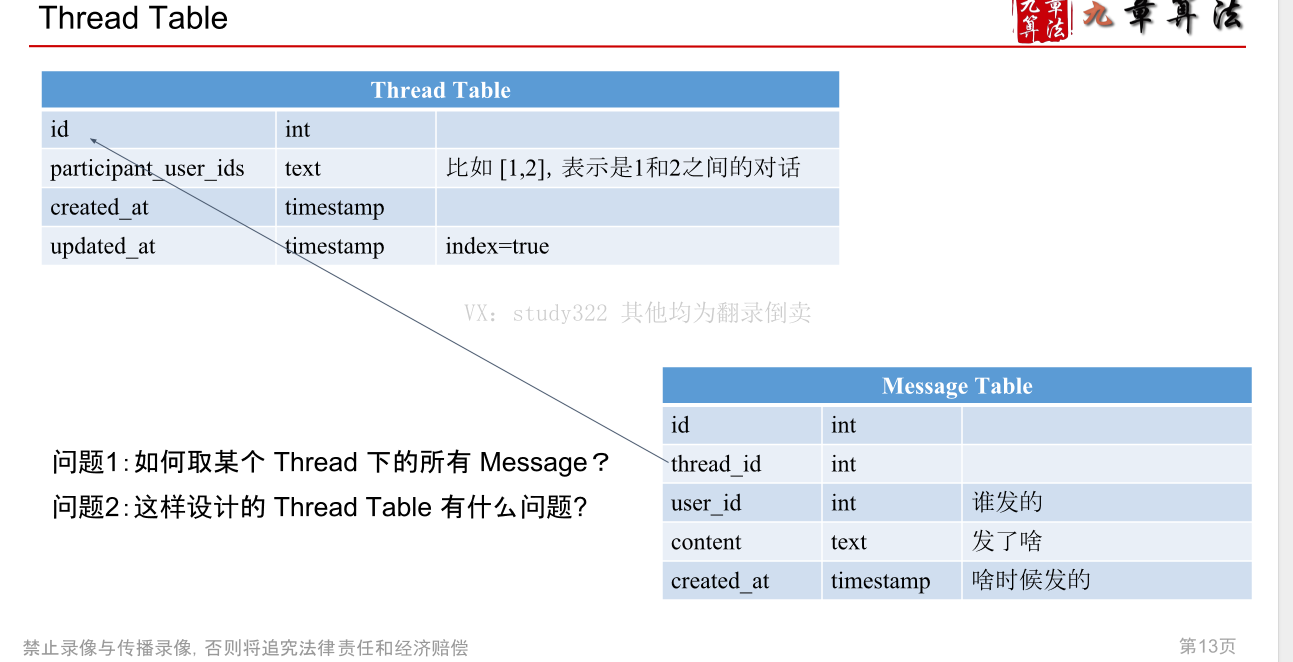 Thread Table
九章算法
九章算法
Thread Table
id int
participant_user_ids text 比如 [1,2], 表示是1和2之间的对话
created_at timestamp
updated_at timestamp index=true
VX: study322 其他均为翻录倒卖
Message Table
id int
thread_id int
user_id int 谁发的
content text 发了啥
created_at timestamp 啥时候发的
问题1:如何取某个 Thread 下的所有 Message？
问题2:这样设计的 Thread Table 有什么问题?
禁止录像与传播录像, 否则将追究法律责任和经济赔偿
第13页